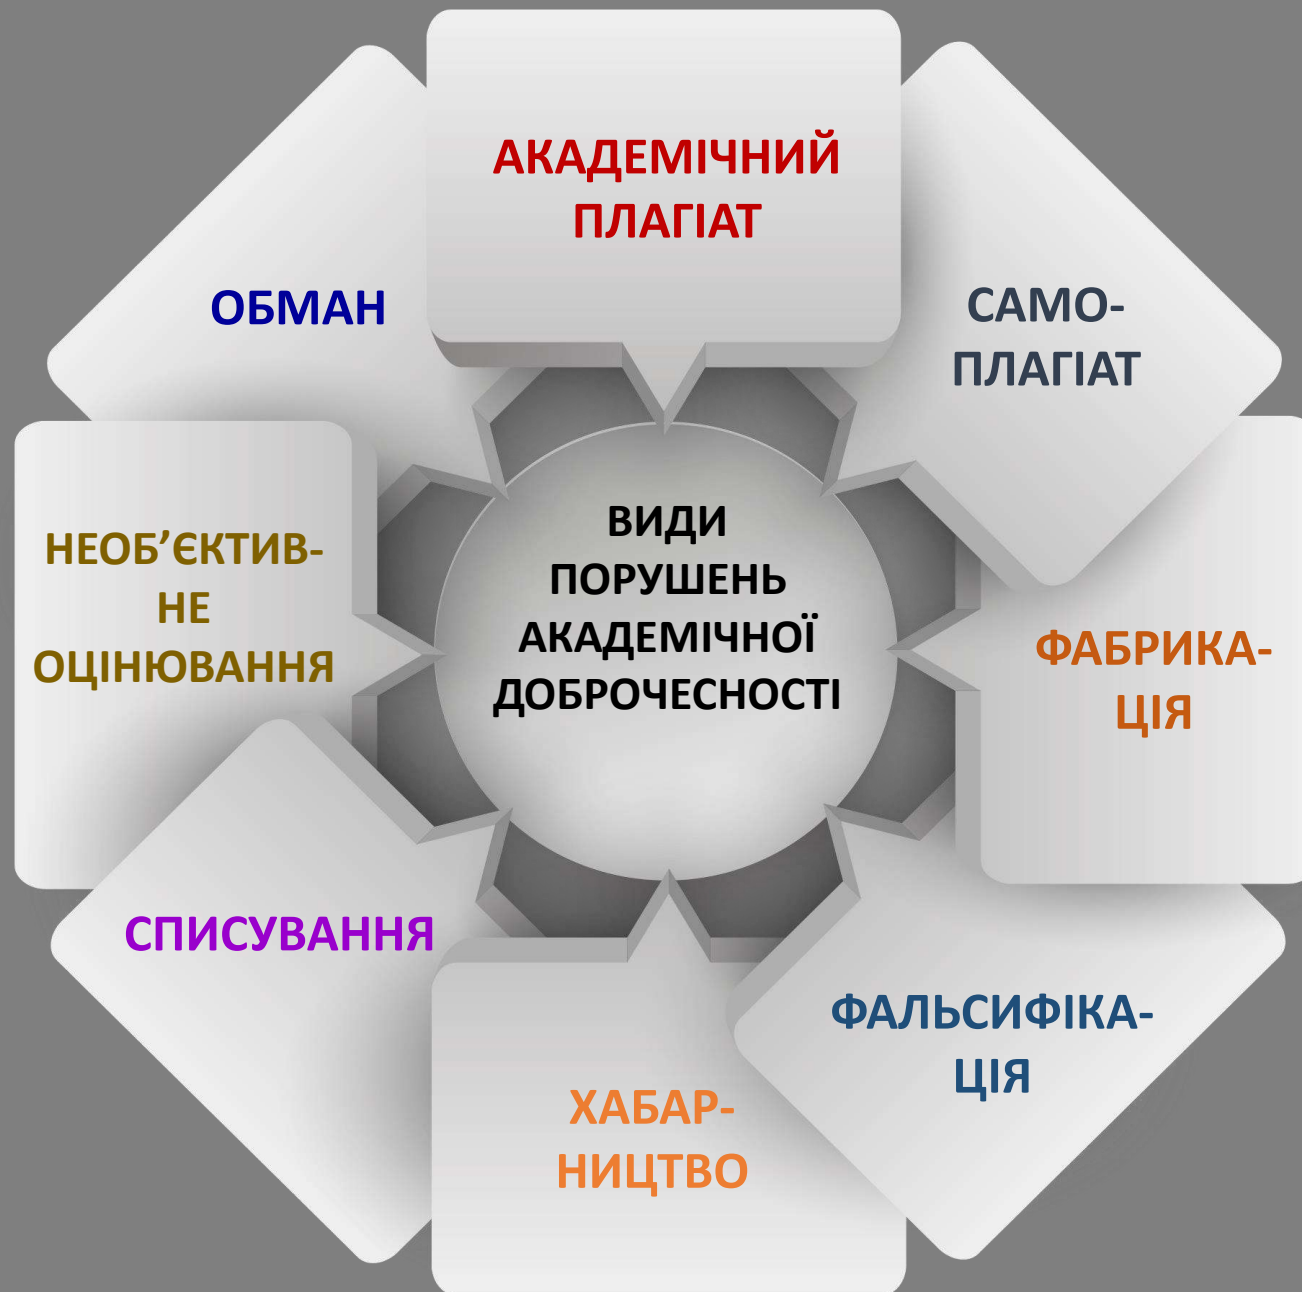 АКАДЕМІЧНИЙ
ПЛАГІАТ
САМО-
ПЛАГІАТ
ФАБРИКА-
ЦІЯ
ФАЛЬСИФІКА-
ЦІЯ
ХАБАР-
НИЦТВО
СПИСУВАННЯ
НЕОБ’ЄКТИВ-
НЕ
ОЦІНЮВАННЯ
ОБМАН
ВИДИ
ПОРУШЕНЬ
АКАДЕМІЧНОЇ
ДОБРОЧЕСНОСТІ